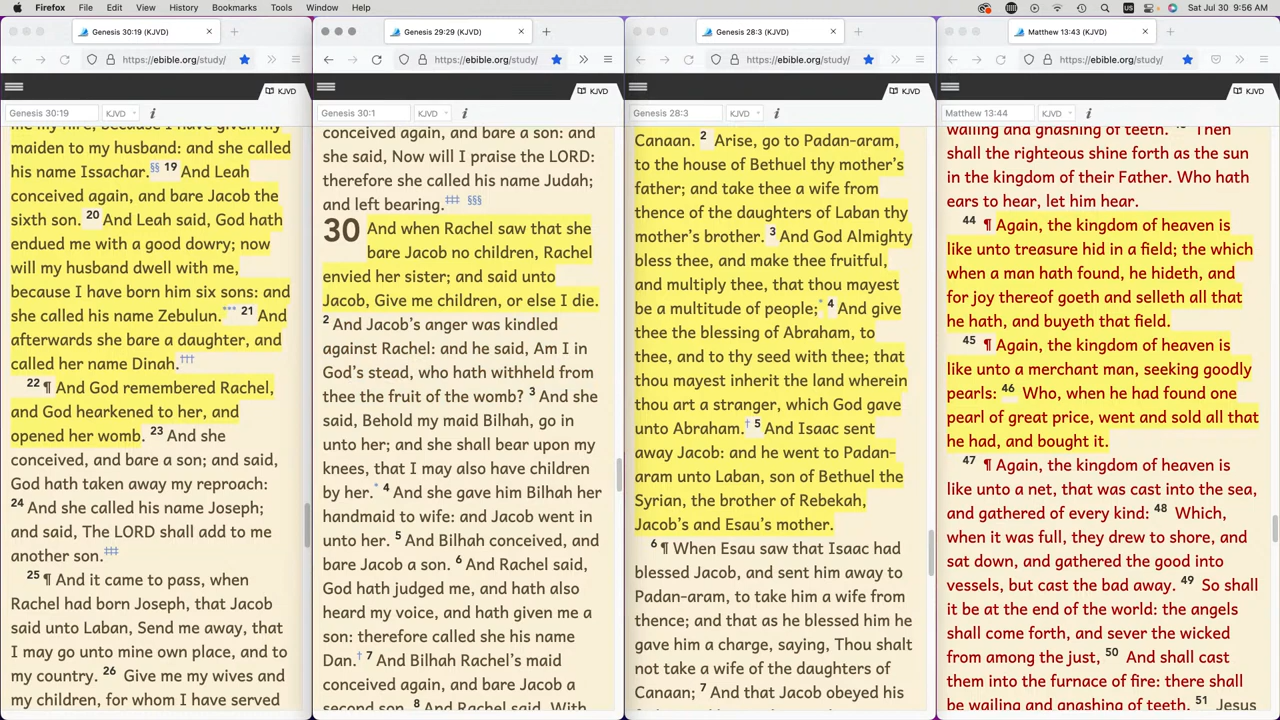 Firefox File Edit View History Bookmarks Tools Window Help Sat Jul 30 9:56 AM
Genesis 30:19 (KJVD)
https://ebible.org/study/
KJVD
Genesis 30:19 KJVD i
me my hire, because I have given my
maiden to my husband: and she called
his name Issachar.§§ 19 And Leah
conceived again, and bare Jacob the
sixth son. 20 And Leah said, God hath
endued me with a good dowry; now
will my husband dwell with me,
because I have born him six sons: and
she called his name Zebulun.*** 21 And
afterwards she bare a daughter, and
called her name Dinah.†††
22 ¶ And God remembered Rachel,
and God hearkened to her, and
opened her womb. 23 And she
conceived, and bare a son; and said,
God hath taken away my reproach:
24 And she called his name Joseph;
and said, The LORD shall add to me
another son.‡‡‡
25 ¶ And it came to pass, when
Rachel had born Joseph, that Jacob
said unto Laban, Send me away, that
I may go unto mine own place, and to
my country. 26 Give me my wives and
my children, for whom I have served
Genesis 29:29 (KJVD)
https://ebible.org/study/
KJVD
Genesis 30:1 KJVD i
conceived again, and bare a son: and
she said, Now will I praise the LORD:
therefore she called his name Judah;
and left bearing.‡‡‡ §§§
30 And when Rachel saw that she
bare Jacob no children, Rachel
envied her sister; and said unto
Jacob, Give me children, or else I die.
2 And Jacob’s anger was kindled
against Rachel: and he said, Am I in
God’s stead, who hath withheld from
thee the fruit of the womb? 3 And she
said, Behold my maid Bilhah, go in
unto her; and she shall bear upon my
knees, that I may also have children
by her.* 4 And she gave him Bilhah her
handmaid to wife: and Jacob went in
unto her. 5 And Bilhah conceived, and
bare Jacob a son. 6 And Rachel said,
God hath judged me, and hath also
heard my voice, and hath given me a
son: therefore called she his name
Dan.† 7 And Bilhah Rachel’s maid
conceived again, and bare Jacob a
second son. 8 And Rachel said, With
Genesis 28:3 (KJVD)
https://ebible.org/study/
KJVD
Genesis 28:3 KJVD i
Canaan. 2 Arise, go to Padan-aram,
to the house of Bethuel thy mother’s
father; and take thee a wife from
thence of the daughters of Laban thy
mother’s brother. 3 And God Almighty
bless thee, and make thee fruitful,
and multiply thee, that thou mayest
be a multitude of people;* 4 And give
thee the blessing of Abraham, to
thee, and to thy seed with thee; that
thou mayest inherit the land wherein
thou art a stranger, which God gave
unto Abraham.† 5 And Isaac sent
away Jacob: and he went to Padan-
aram unto Laban, son of Bethuel the
Syrian, the brother of Rebekah,
Jacob’s and Esau’s mother.
6 ¶ When Esau saw that Isaac had
blessed Jacob, and sent him away to
Padan-aram, to take him a wife from
thence; and that as he blessed him he
gave him a charge, saying, Thou shalt
not take a wife of the daughters of
Canaan; 7 And that Jacob obeyed his
Matthew 13:43 (KJVD)
https://ebible.org/study/
KJVD
Matthew 13:44 KJVD i
wailing and gnashing of teeth. Then
shall the righteous shine forth as the sun
in the kingdom of their Father. Who hath
ears to hear, let him hear.
44 ¶ Again, the kingdom of heaven is
like unto treasure hid in a field; the which
when a man hath found, he hideth, and
for joy thereof goeth and selleth all that
he hath, and buyeth that field.
45 ¶ Again, the kingdom of heaven is
like unto a merchant man, seeking goodly
pearls: 46 Who, when he had found one
pearl of great price, went and sold all that
he had, and bought it.
47 ¶ Again, the kingdom of heaven is
like unto a net, that was cast into the sea,
and gathered of every kind: 48 Which,
when it was full, they drew to shore, and
sat down, and gathered the good into
vessels, but cast the bad away. 49 So shall
it be at the end of the world: the angels
shall come forth, and sever the wicked
from among the just, 50 And shall cast
them into the furnace of fire: there shall
be wailing and gnashing of teeth. 51 Jesus